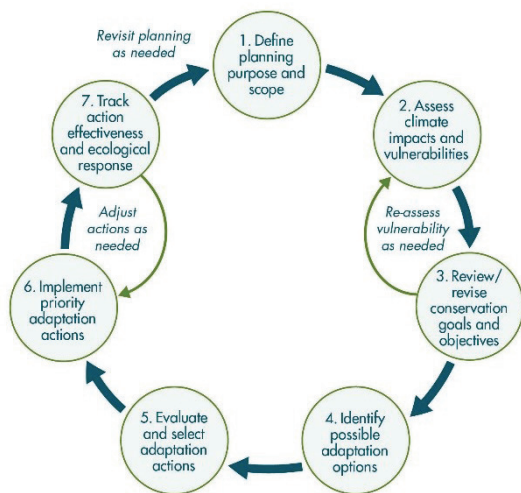 Revisit planning
as needed
1. Define
planning
purpose and
scope
2. Assess
climate
impacts and
vulnerabilities
Re-assess
vulnerability
as needed
3. Review/
revise
conservation
goals and
objectives
4. Identify
possible
adaptation
options
5. Evaluate
and select
adaptation
actions
6. Implement
priority
adaptation
actions
Adjust
actions as
needed
7. Track
action
effectiveness
and ecological
response